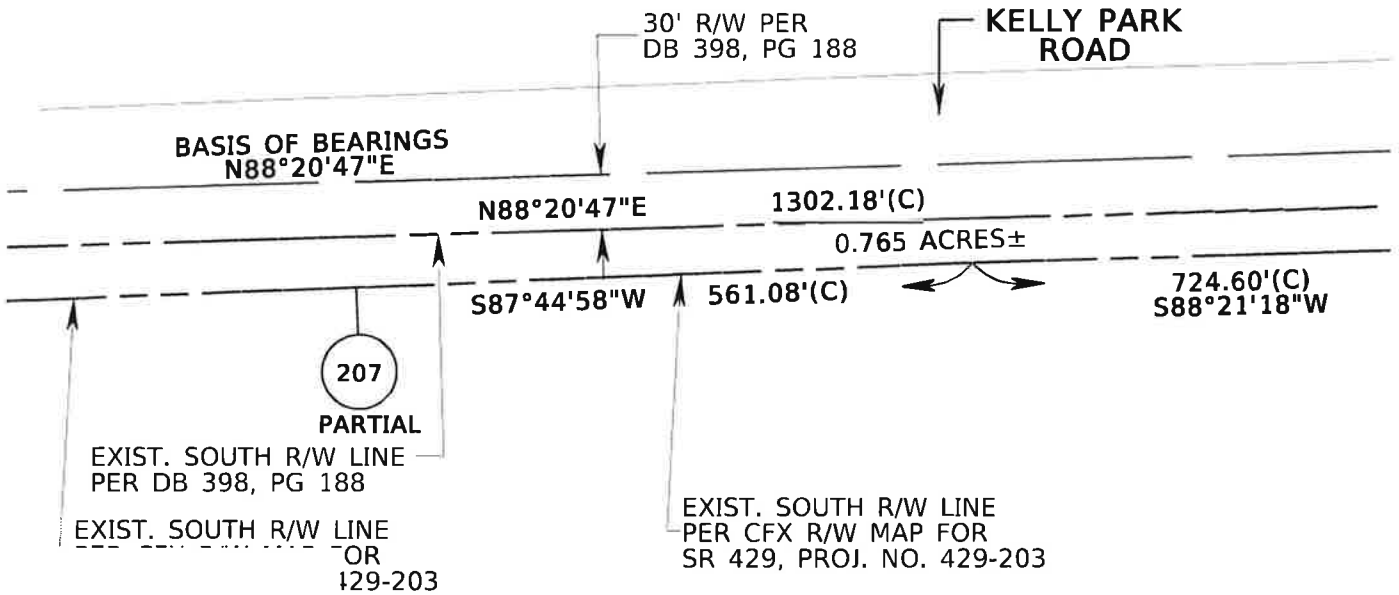 30' R/W PER
DB 398, PG 188
KELLY PARK
ROAD
BASIS OF BEARINGS
N88°20'47"E
N88°20'47"E
1302.18'(C)
0.765 ACRES±
S87°44'58"W
561.08'(C)
724.60'(C)
S88°21'18"W
207
PARTIAL
EXIST. SOUTH R/W LINE
PER DB 398, PG 188
EXIST. SOUTH R/W LINE
OR
429-203
EXIST. SOUTH R/W LINE
PER CFX R/W MAP FOR
SR 429, PROJ. NO. 429-203